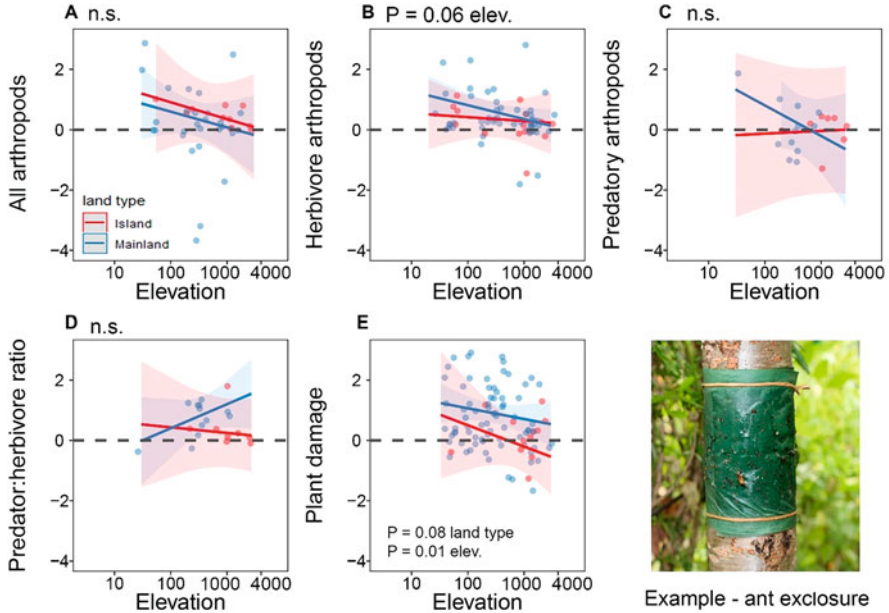 A n.s.
All arthropods
2
0
−2
−4
land type
Island
Mainland
10 100 1000 4000
Elevation
B P = 0.06 elev.
Herbivore arthropods
2
0
−2
−4
10 100 1000 4000
Elevation
C n.s.
Predatory arthropods
2
0
−2
−4
10 100 1000 4000
Elevation
D n.s.
Predator:herbivore ratio
2
0
−2
−4
10 100 1000 4000
Elevation
E
Plant damage
2
0
−2
−4
P = 0.08 land type
P = 0.01 elev.
10 100 1000 4000
Elevation
Example - ant exclosure